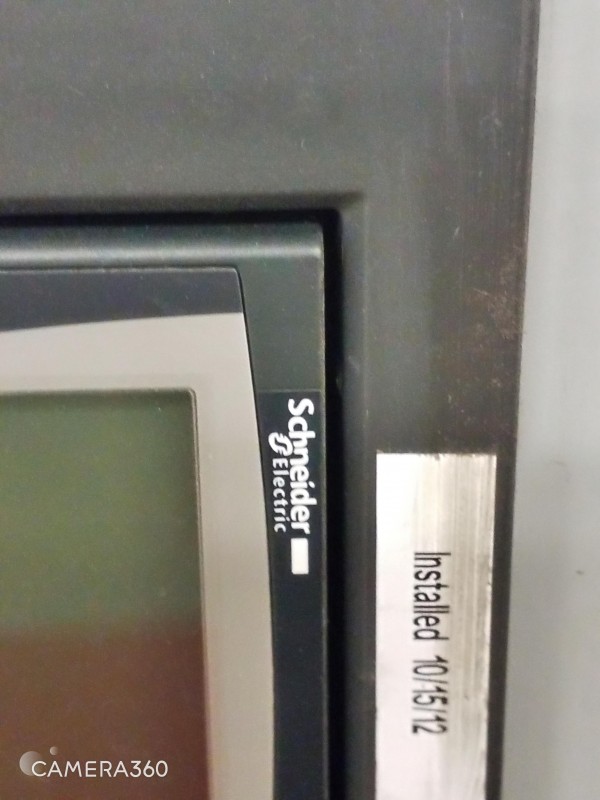 Schneider
Electric
Installed 10/15/12
CAMERA360